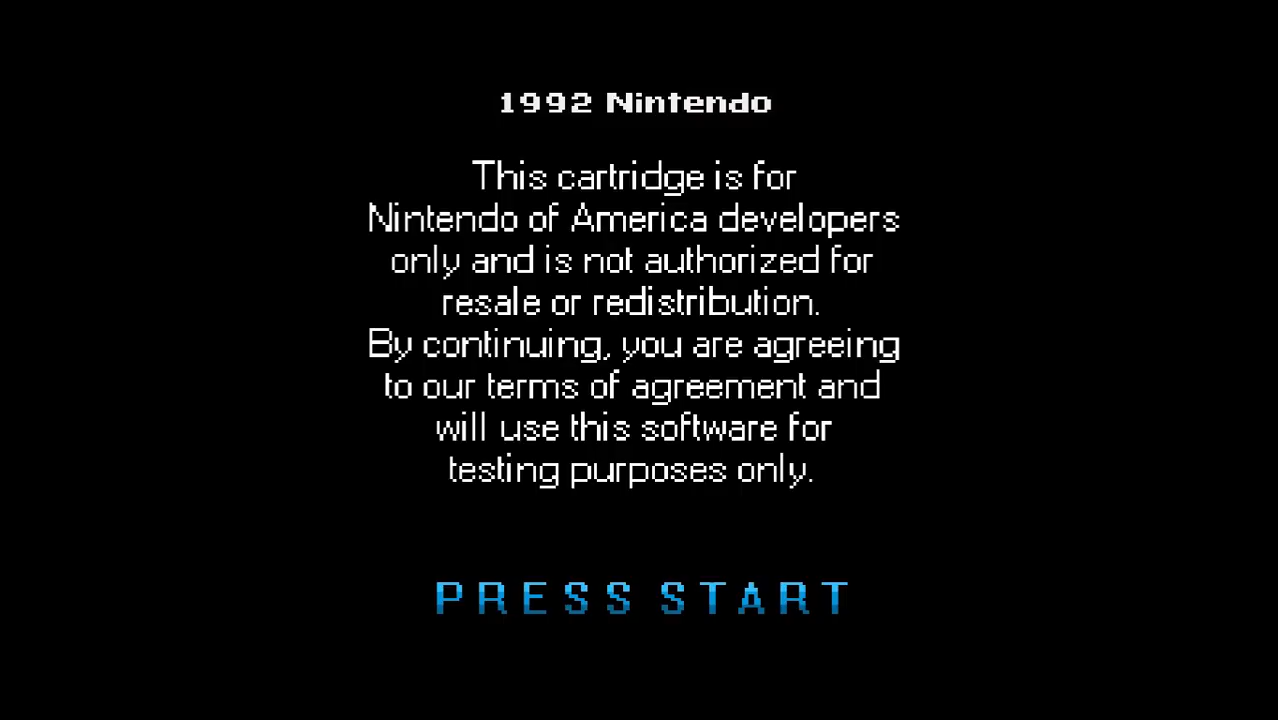 1992 Nintendo
This cartridge is for
Nintendo of America developers
only and is not authorized for
resale or redistribution.
By continuing, you are agreeing
to our terms of agreement and
will use this software for
testing purposes only.
PRESS START